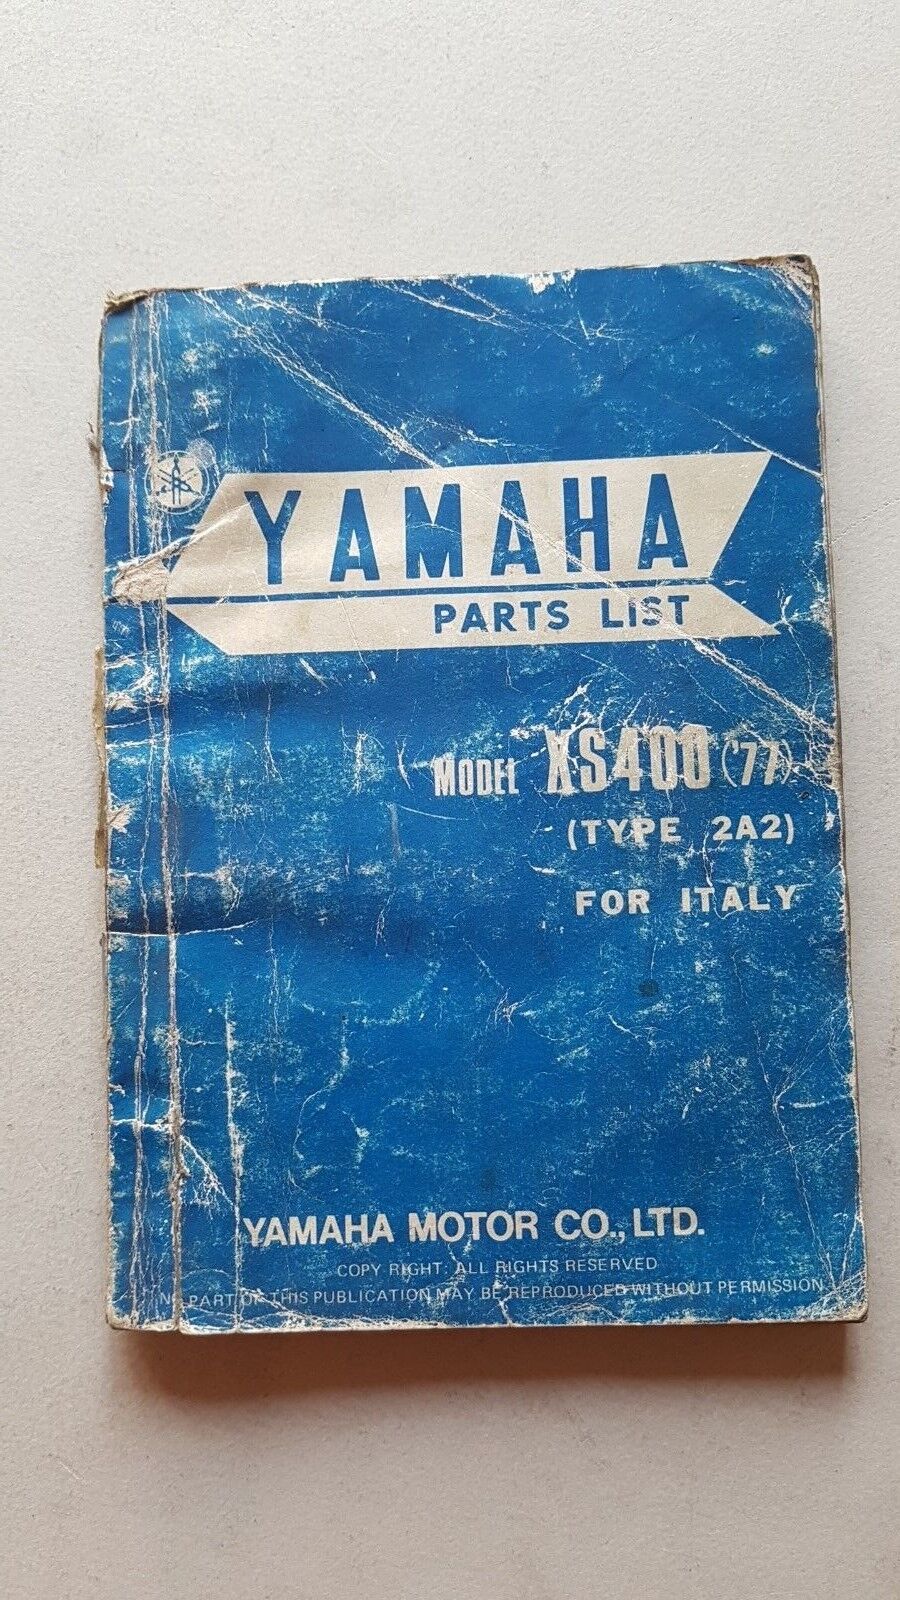 YAMAHA
PARTS LIST
MODEL XS400 ('77)
(TYPE 2A2)
FOR ITALY
YAMAHA MOTOR CO., LTD.
COPY RIGHT: ALL RIGHTS RESERVED
NO PART OF THIS PUBLICATION MAY BE REPRODUCED WITHOUT PERMISSION